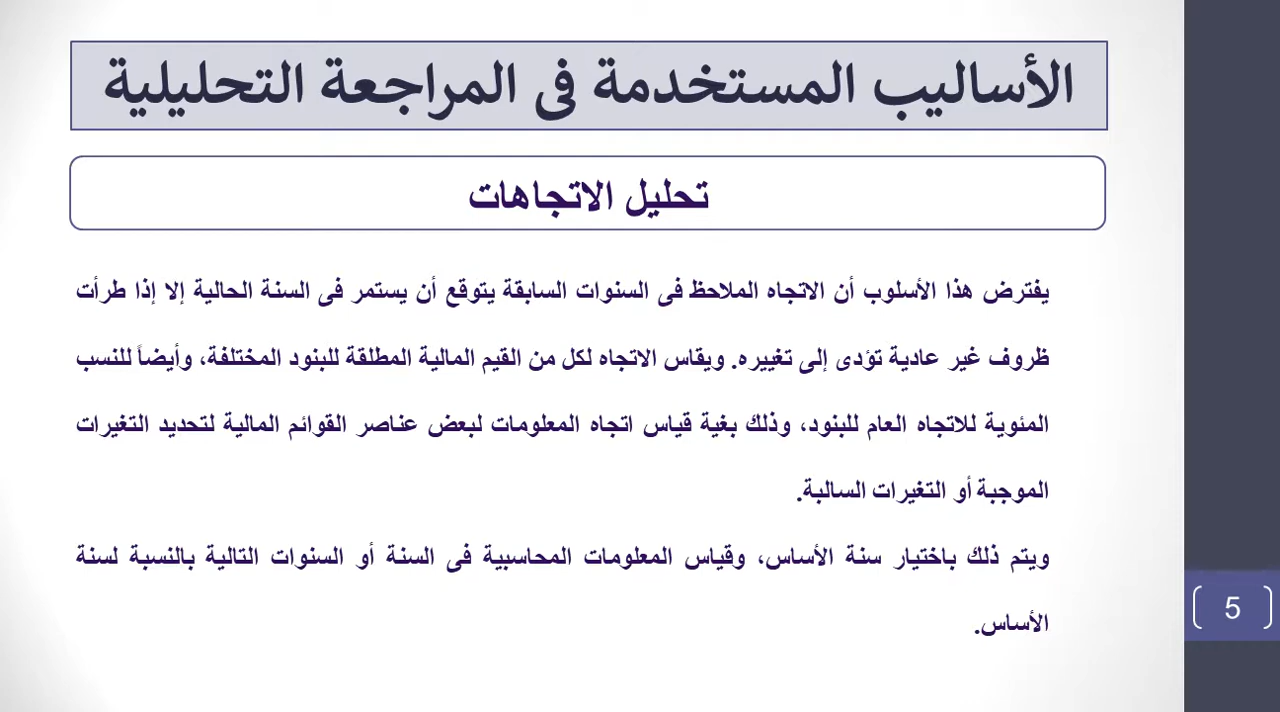 الأساليب المستخدمة فى المراجعة التحليلية
تحليل الاتجاهات
يفترض هذا الأسلوب أن الاتجاه الملاحظ فى السنوات السابقة يتوقع أن يستمر فى السنة الحالية إلا إذا طرأت
ظروف غير عادية تؤدى إلى تغييره. ويقاس الاتجاه لكل من القيم المالية المطلقة للبنود المختلفة، وأيضاً للنسب
المئوية للاتجاه العام للبنود، وذلك بغية قياس اتجاه المعلومات لبعض عناصر القوائم المالية لتحديد التغيرات
الموجبة أو التغيرات السالبة.
ويتم ذلك باختيار سنة الأساس، وقياس المعلومات المحاسبية فى السنة أو السنوات التالية بالنسبة لسنة
الأساس.
5